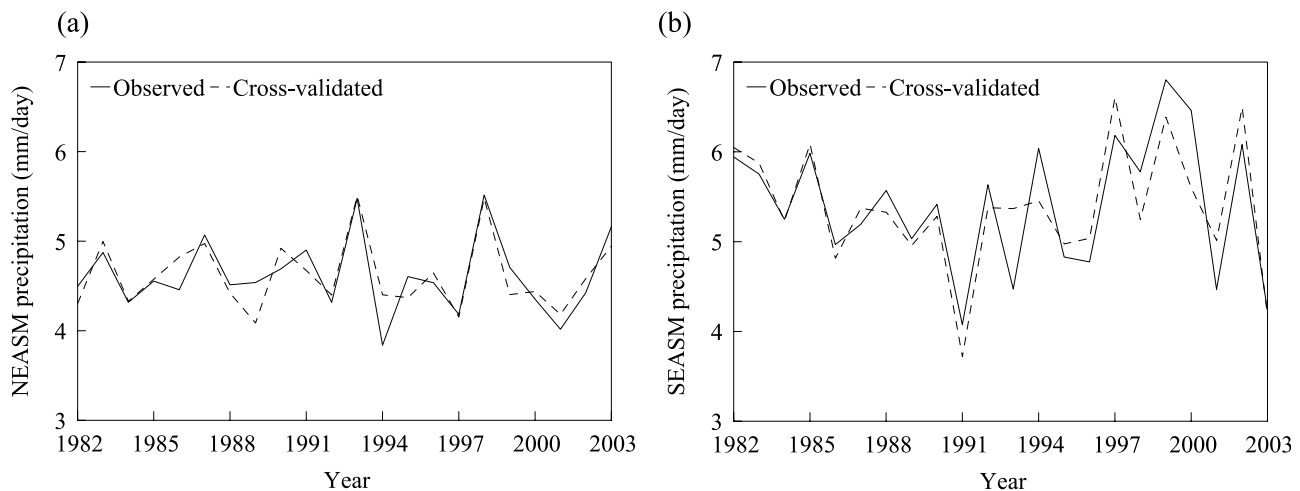 (a)
7
Observed Cross-validated
6
5
4
3
NEASM precipitation (mm/day)
1982 1985 1988 1991 1994 1997 2000 2003
Year
(b)
7
Observed Cross-validated
6
5
4
3
SEASM precipitation (mm/day)
1982 1985 1988 1991 1994 1997 2000 2003
Year